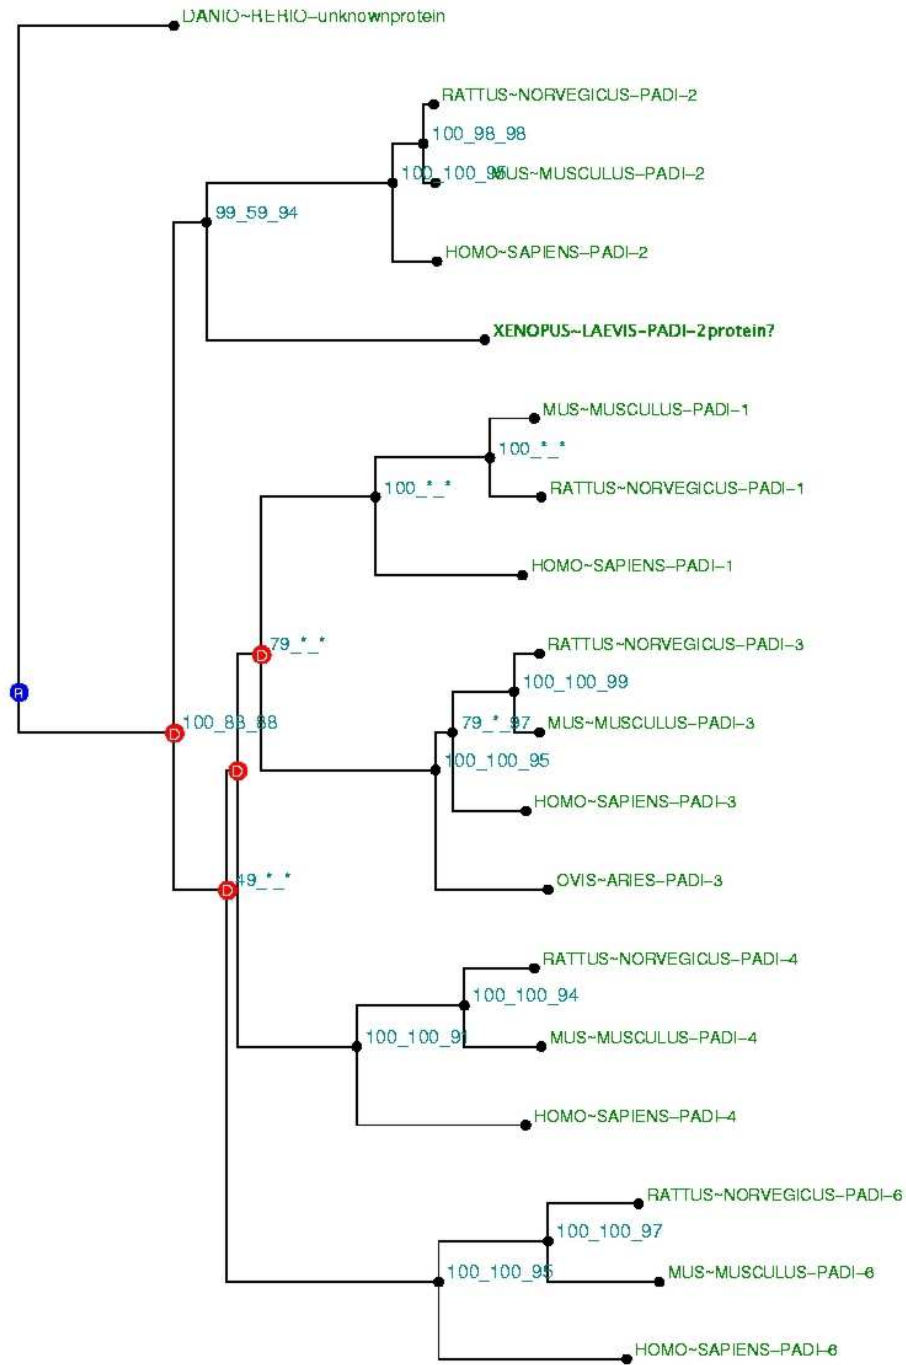 DANIO~RERIO-unknownprotein
RATTUS~NORVEGICUS-PADI-2
100_98_98
100_100_95
MUS~MUSCULUS-PADI-2
99_59_94
HOMO~SAPIENS-PADI-2
XENOPUS~LAEVIS-PADI-2protein?
MUS~MUSCULUS-PADI-1
100_*_*
100_*_*
RATTUS~NORVEGICUS-PADI-1
HOMO~SAPIENS-PADI-1
79_*_*
D
RATTUS~NORVEGICUS-PADI-3
100_100_99
R
100_88_88
D
79_*_97
MUS~MUSCULUS-PADI-3
100_100_95
D
HOMO~SAPIENS-PADI-3
49_*_*
D
OVIS~ARIES-PADI-3
RATTUS~NORVEGICUS-PADI-4
100_100_94
100_100_91
MUS~MUSCULUS-PADI-4
HOMO~SAPIENS-PADI-4
RATTUS~NORVEGICUS-PADI-6
100_100_97
100_100_95
MUS~MUSCULUS-PADI-6
HOMO~SAPIENS-PADI-6